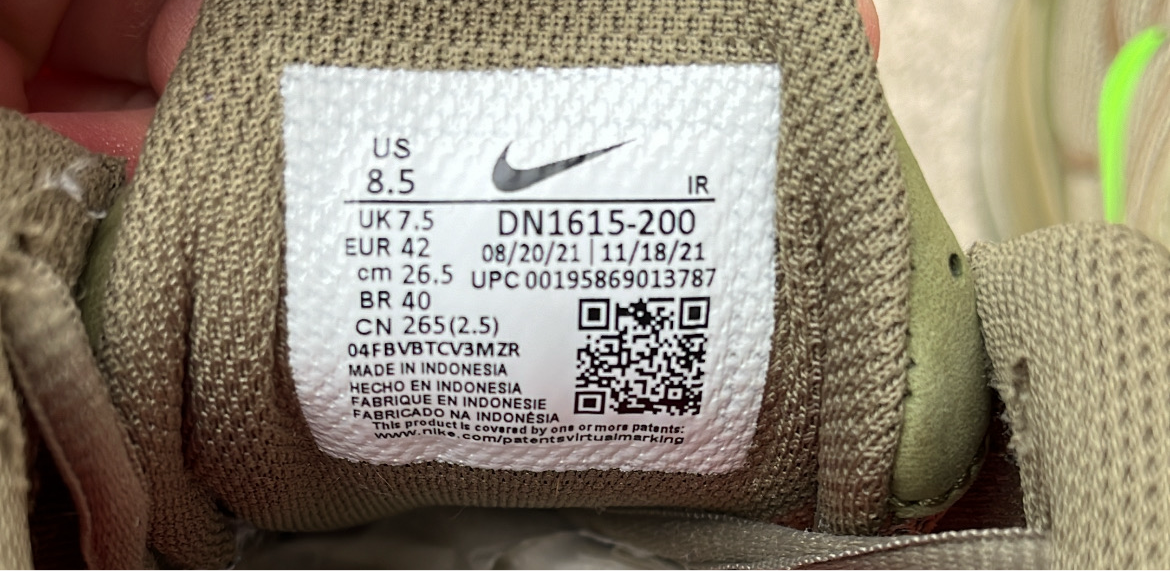 US
8.5
IR
UK 7.5
DN1615-200
EUR 42
08/20/21 | 11/18/21
cm 26.5
UPC 00195869013787
BR 40
CN 265(2.5)
04FBVBTCV3MZR
MADE IN INDONESIA
HECHO EN INDONESIA
FABRIQUE EN INDONESIE
FABRICADO NA INDONÉSIA
This product is covered by one or more patents:
www.nike.com/patentsvirtualmarking